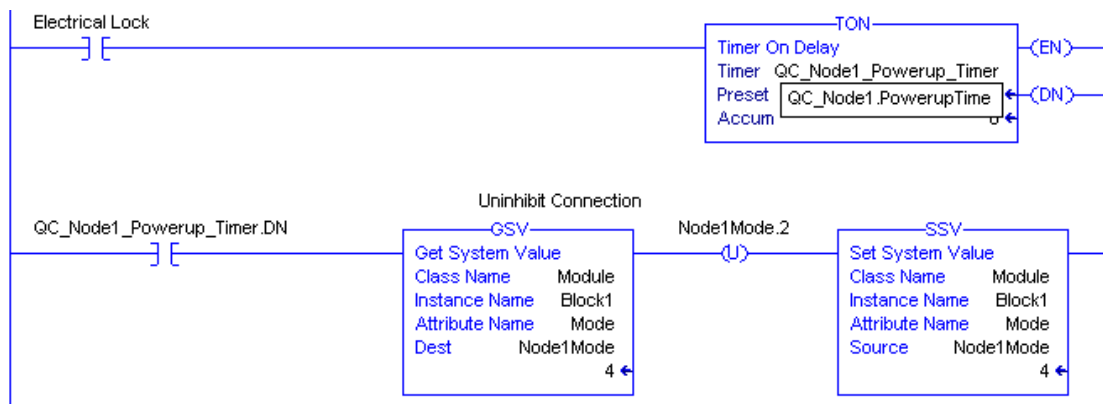 Electrical Lock
TON
Timer On Delay
Timer QC_Node1_Powerup_Timer
Preset QC_Node1.PowerupTime
Accum
(EN)
(DN)
Uninhibit Connection
QC_Node1_Powerup_Timer.DN
GSV
Get System Value
Class Name Module
Instance Name Block1
Attribute Name Mode
Dest Node1Mode
4
Node1Mode.2
(U)
SSV
Set System Value
Class Name Module
Instance Name Block1
Attribute Name Mode
Source Node1Mode
4